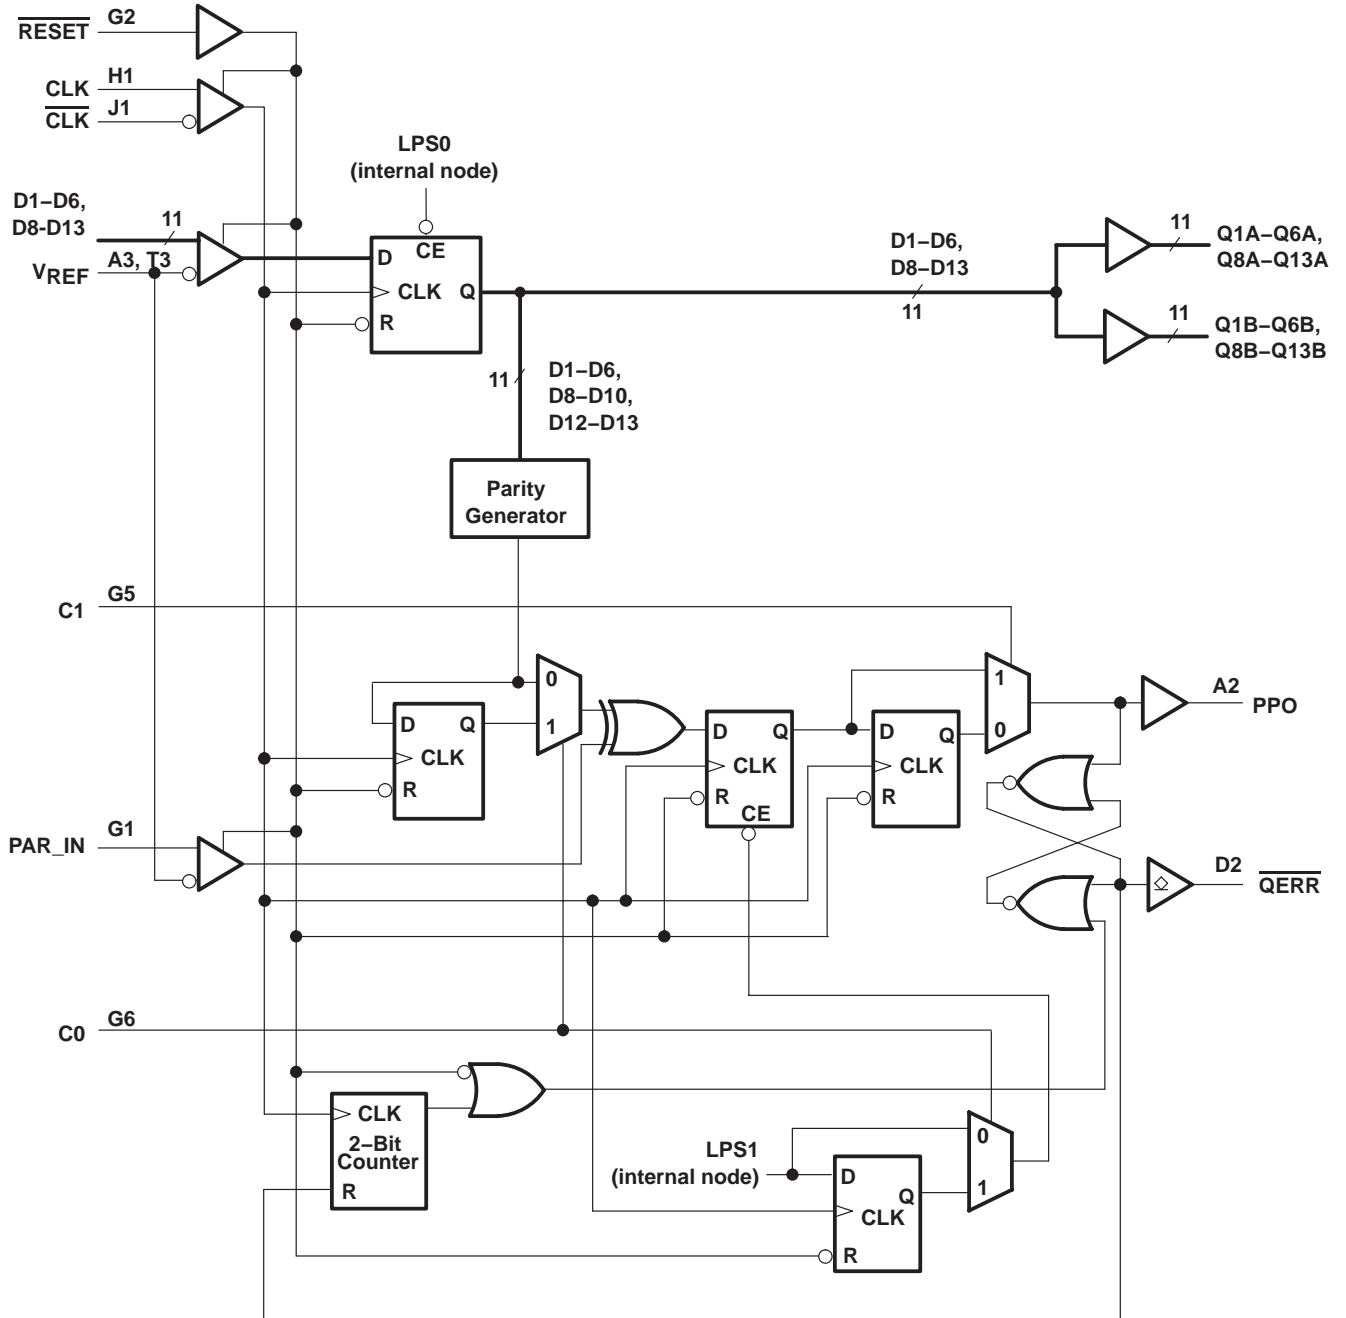 RESET G2
CLK H1
CLK J1
LPS0
(internal node)
D1–D6,
D8-D13
11
VREF A3, T3
D
CE
CLK Q
R
D1–D6,
D8–D13
11
11
Q1A–Q6A,
Q8A–Q13A
11
Q1B–Q6B,
Q8B–Q13B
11
D1–D6,
D8–D10,
D12–D13
Parity
Generator
C1 G5
0
1
D Q
CLK
R
D Q
CLK
R
CE
D Q
CLK
R
1
0
A2 PPO
PAR_IN G1
D2 QERR
C0 G6
CLK
2–Bit
Counter
R
LPS1
(internal node)
0
1
D
Q
CLK
R